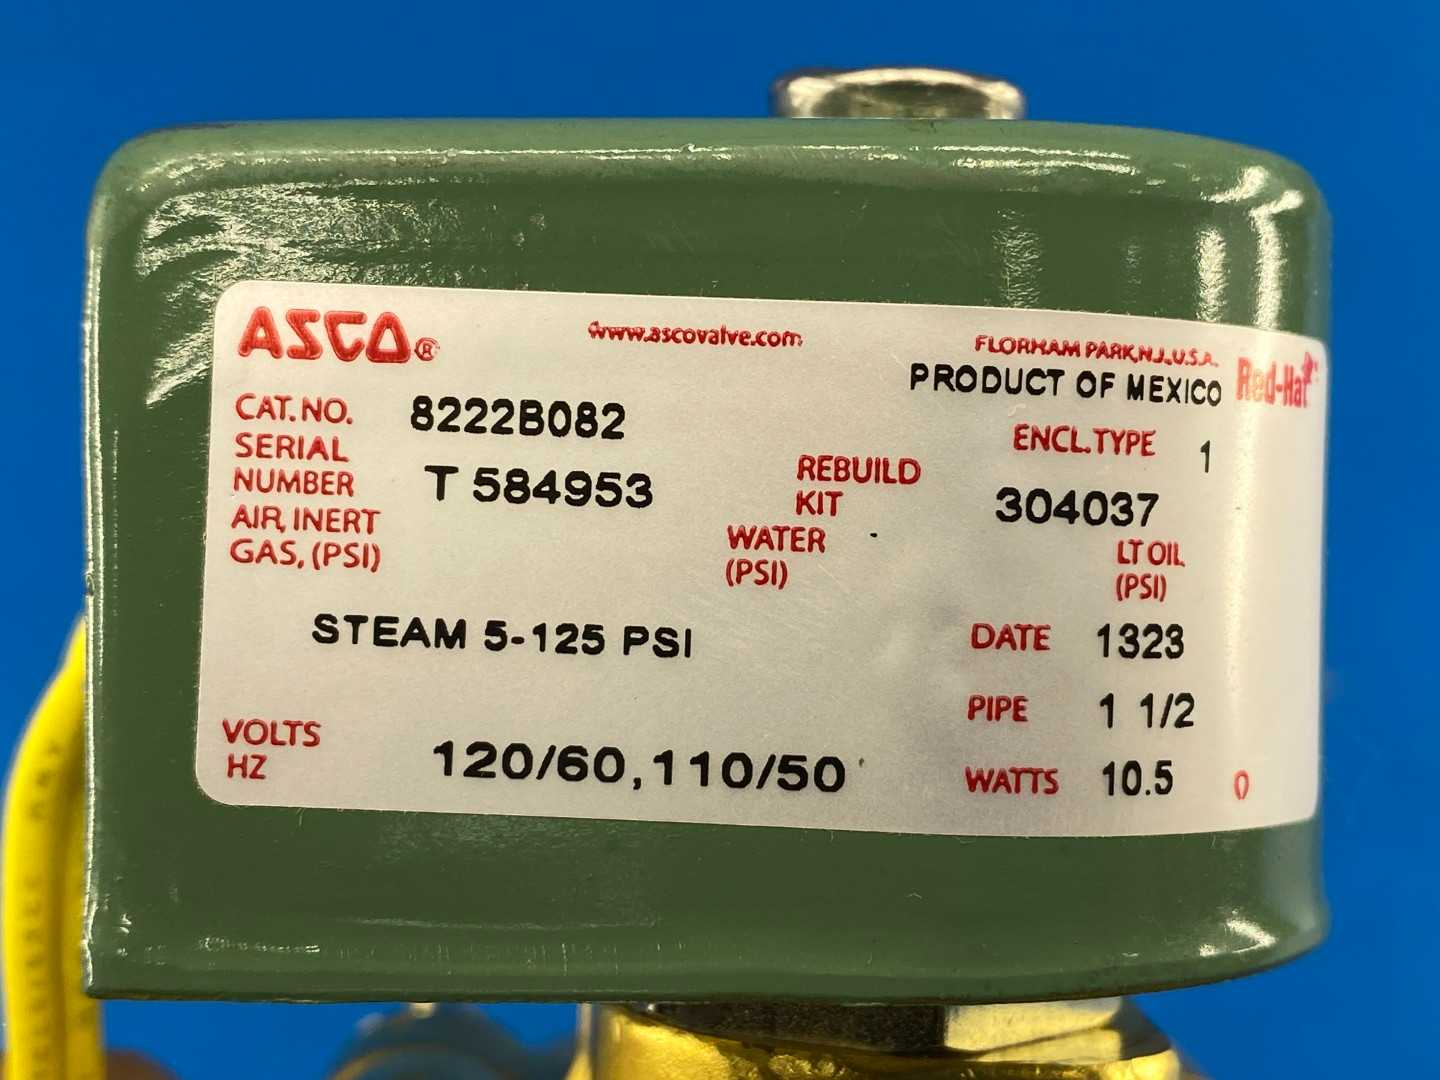 ASCO®
www.ascovalve.com
FLORHAM PARK,N.J.,U.S.A.
PRODUCT OF MEXICO
Red-Hat
CAT. NO. 8222B082
ENCL.TYPE 1
SERIAL
NUMBER T 584953
REBUILD
KIT 304037
AIR, INERT
GAS, (PSI)
WATER
(PSI)
LT OIL
(PSI)
STEAM 5-125 PSI
DATE 1323
PIPE 1 1/2
VOLTS
HZ 120/60,110/50
WATTS 10.5
0